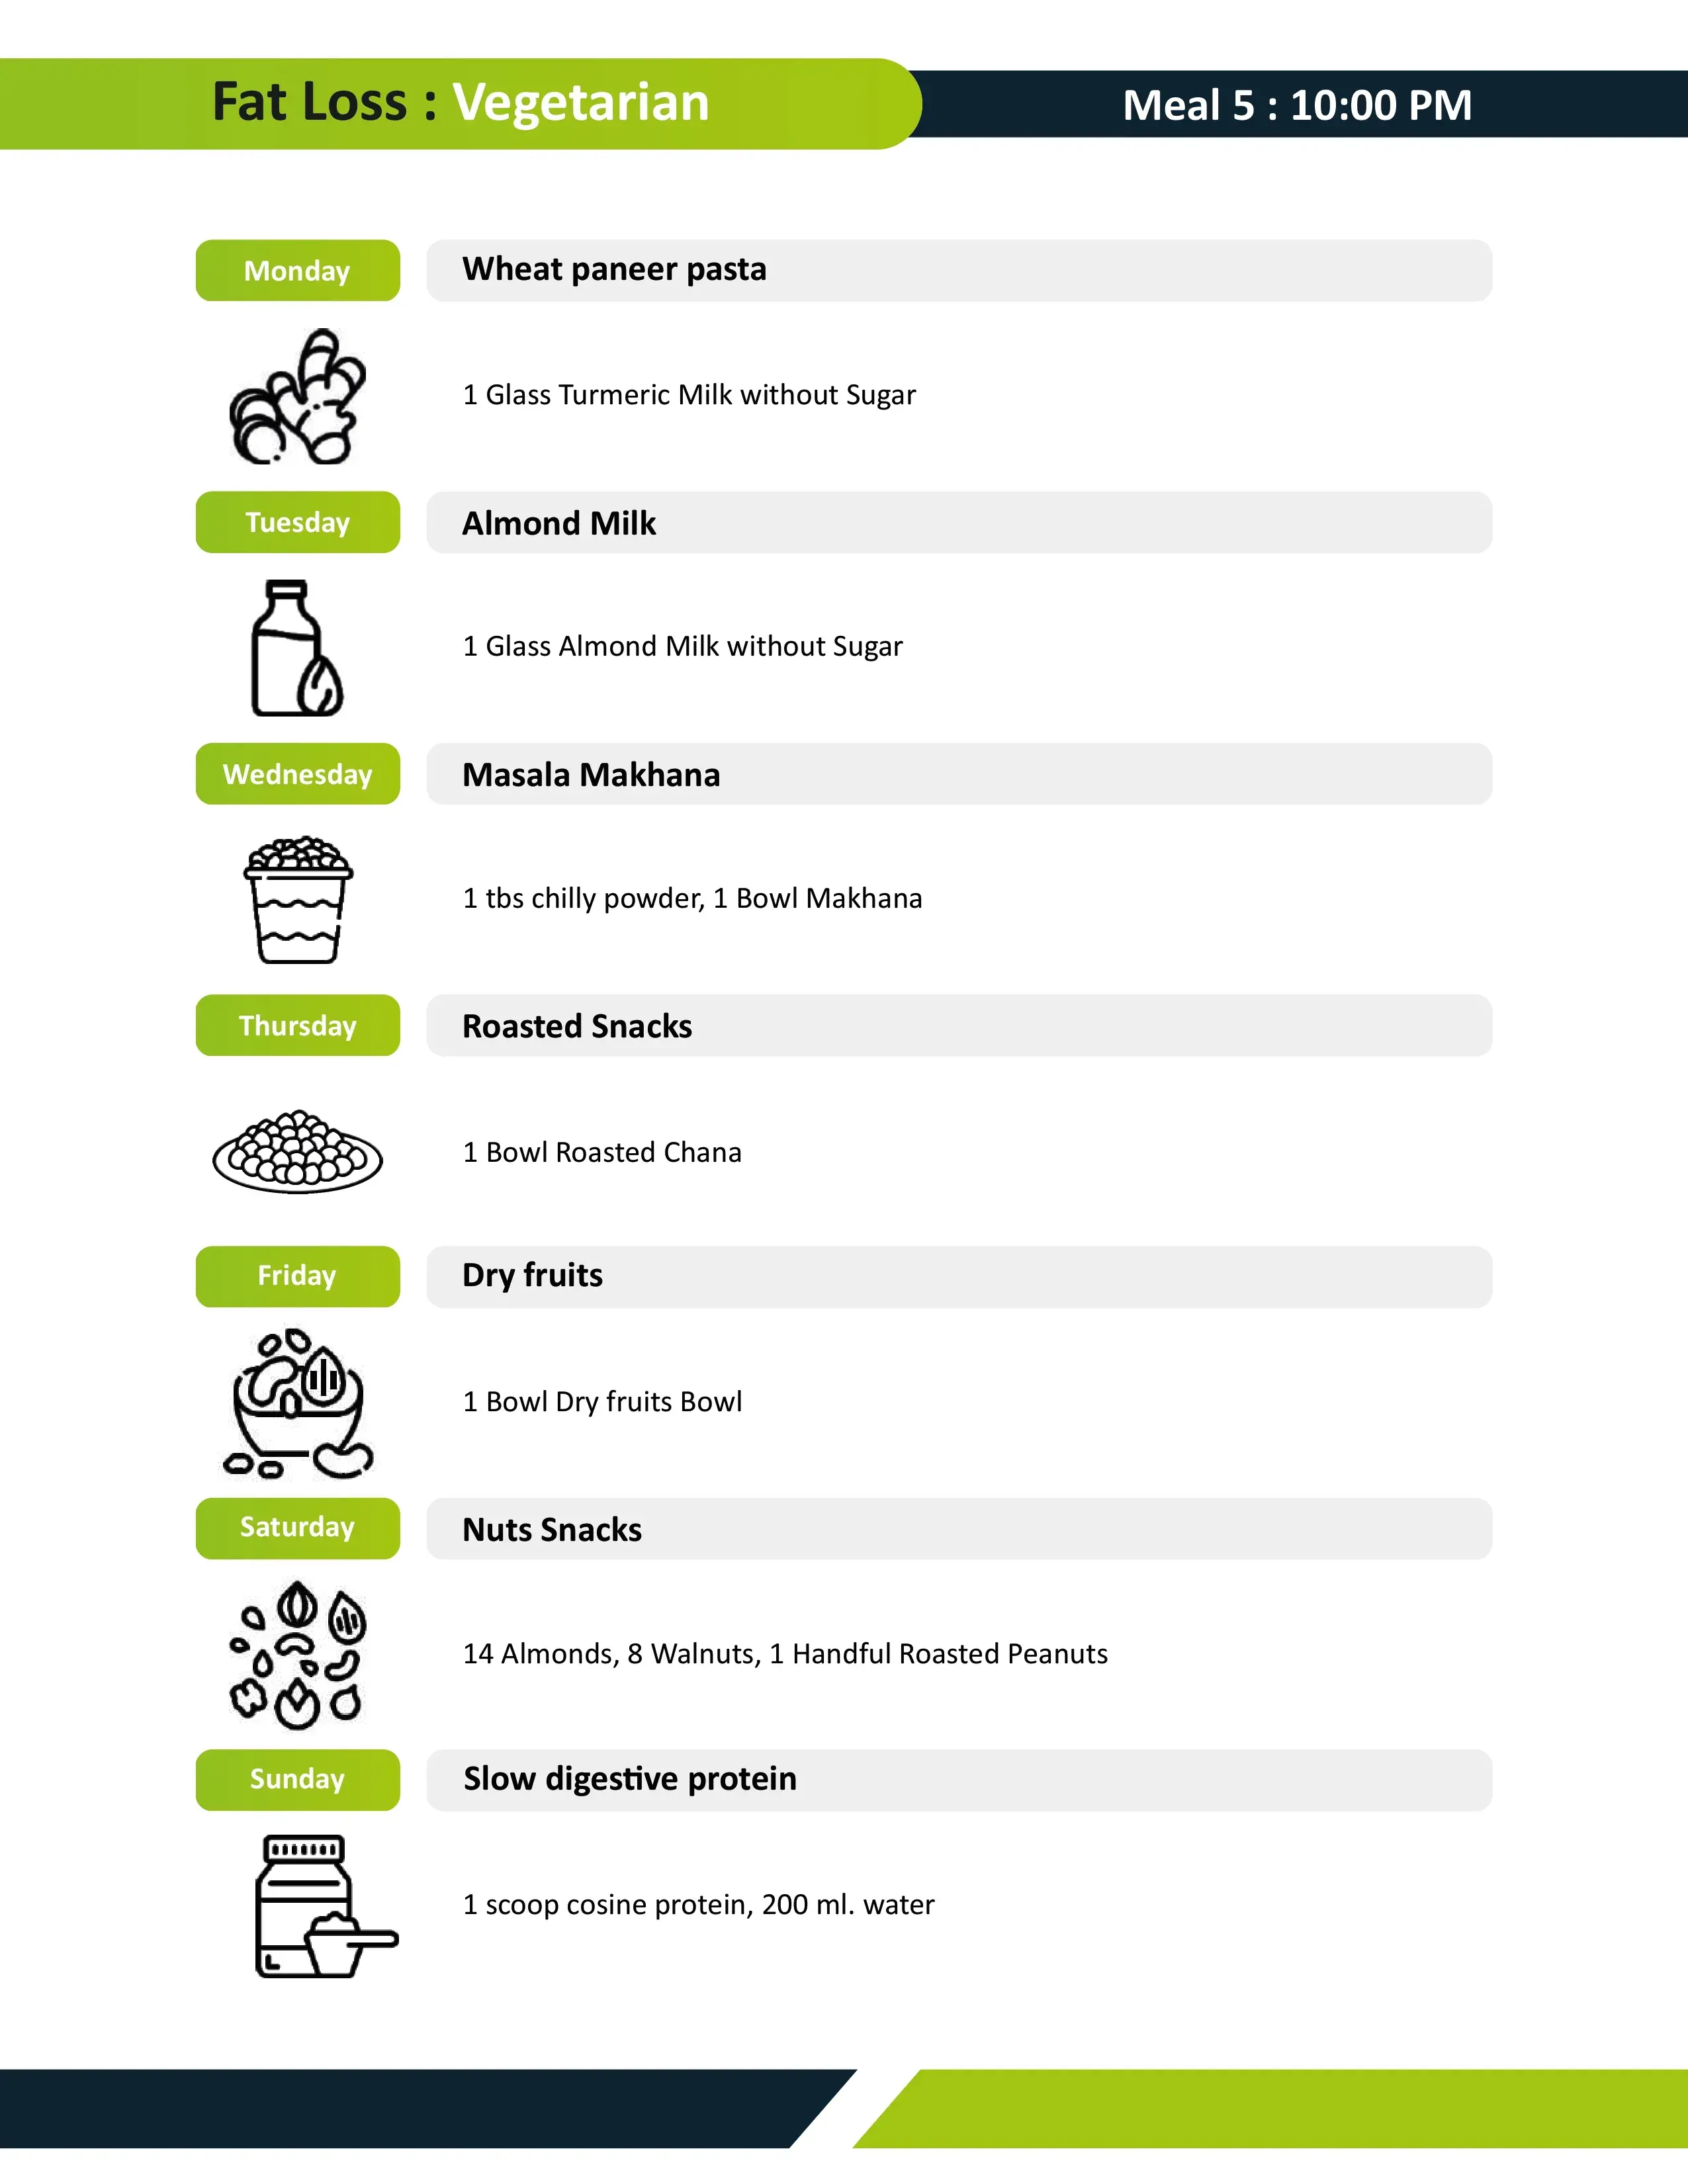 Fat Loss : Vegetarian
Meal 5 : 10:00 PM
Monday
Wheat paneer pasta
1 Glass Turmeric Milk without Sugar
Tuesday
Almond Milk
1 Glass Almond Milk without Sugar
Wednesday
Masala Makhana
1 tbs chilly powder, 1 Bowl Makhana
Thursday
Roasted Snacks
1 Bowl Roasted Chana
Friday
Dry fruits
1 Bowl Dry fruits Bowl
Saturday
Nuts Snacks
14 Almonds, 8 Walnuts, 1 Handful Roasted Peanuts
Sunday
Slow digestive protein
1 scoop cosine protein, 200 ml. water